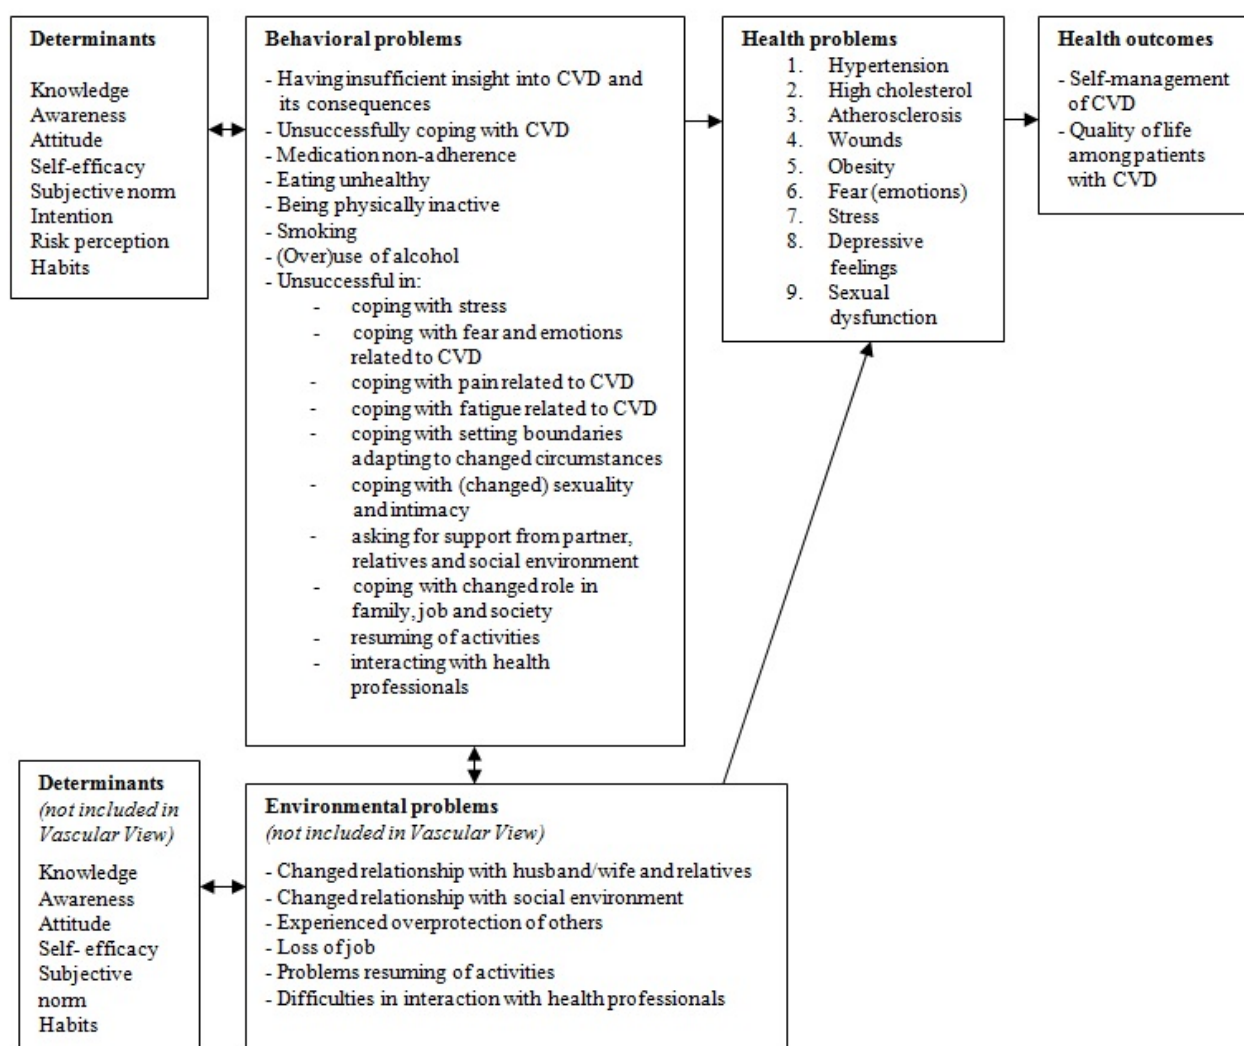 Determinants
Knowledge
Awareness
Attitude
Self-efficacy
Subjective norm
Intention
Risk perception
Habits
Behavioral problems
- Having insufficient insight into CVD and
its consequences
- Unsuccessfully coping with CVD
- Medication non-adherence
- Eating unhealthy
- Being physically inactive
- Smoking
- (Over)use of alcohol
- Unsuccessful in:
- coping with stress
- coping with fear and emotions
related to CVD
- coping with pain related to CVD
- coping with fatigue related to CVD
- coping with setting boundaries
adapting to changed circumstances
- coping with (changed) sexuality
and intimacy
- asking for support from partner,
relatives and social environment
- coping with changed role in
family, job and society
- resuming of activities
- interacting with health
professionals
Health problems
1. Hypertension
2. High cholesterol
3. Atherosclerosis
4. Wounds
5. Obesity
6. Fear (emotions)
7. Stress
8. Depressive
feelings
9. Sexual
dysfunction
Health outcomes
- Self-management
of CVD
- Quality of life
among patients
with CVD
Determinants
(not included in
Vascular View)
Knowledge
Awareness
Attitude
Self- efficacy
Subjective
norm
Habits
Environmental problems
(not included in Vascular View)
- Changed relationship with husband/wife and relatives
- Changed relationship with social environment
- Experienced overprotection of others
- Loss of job
- Problems resuming of activities
- Difficulties in interaction with health professionals